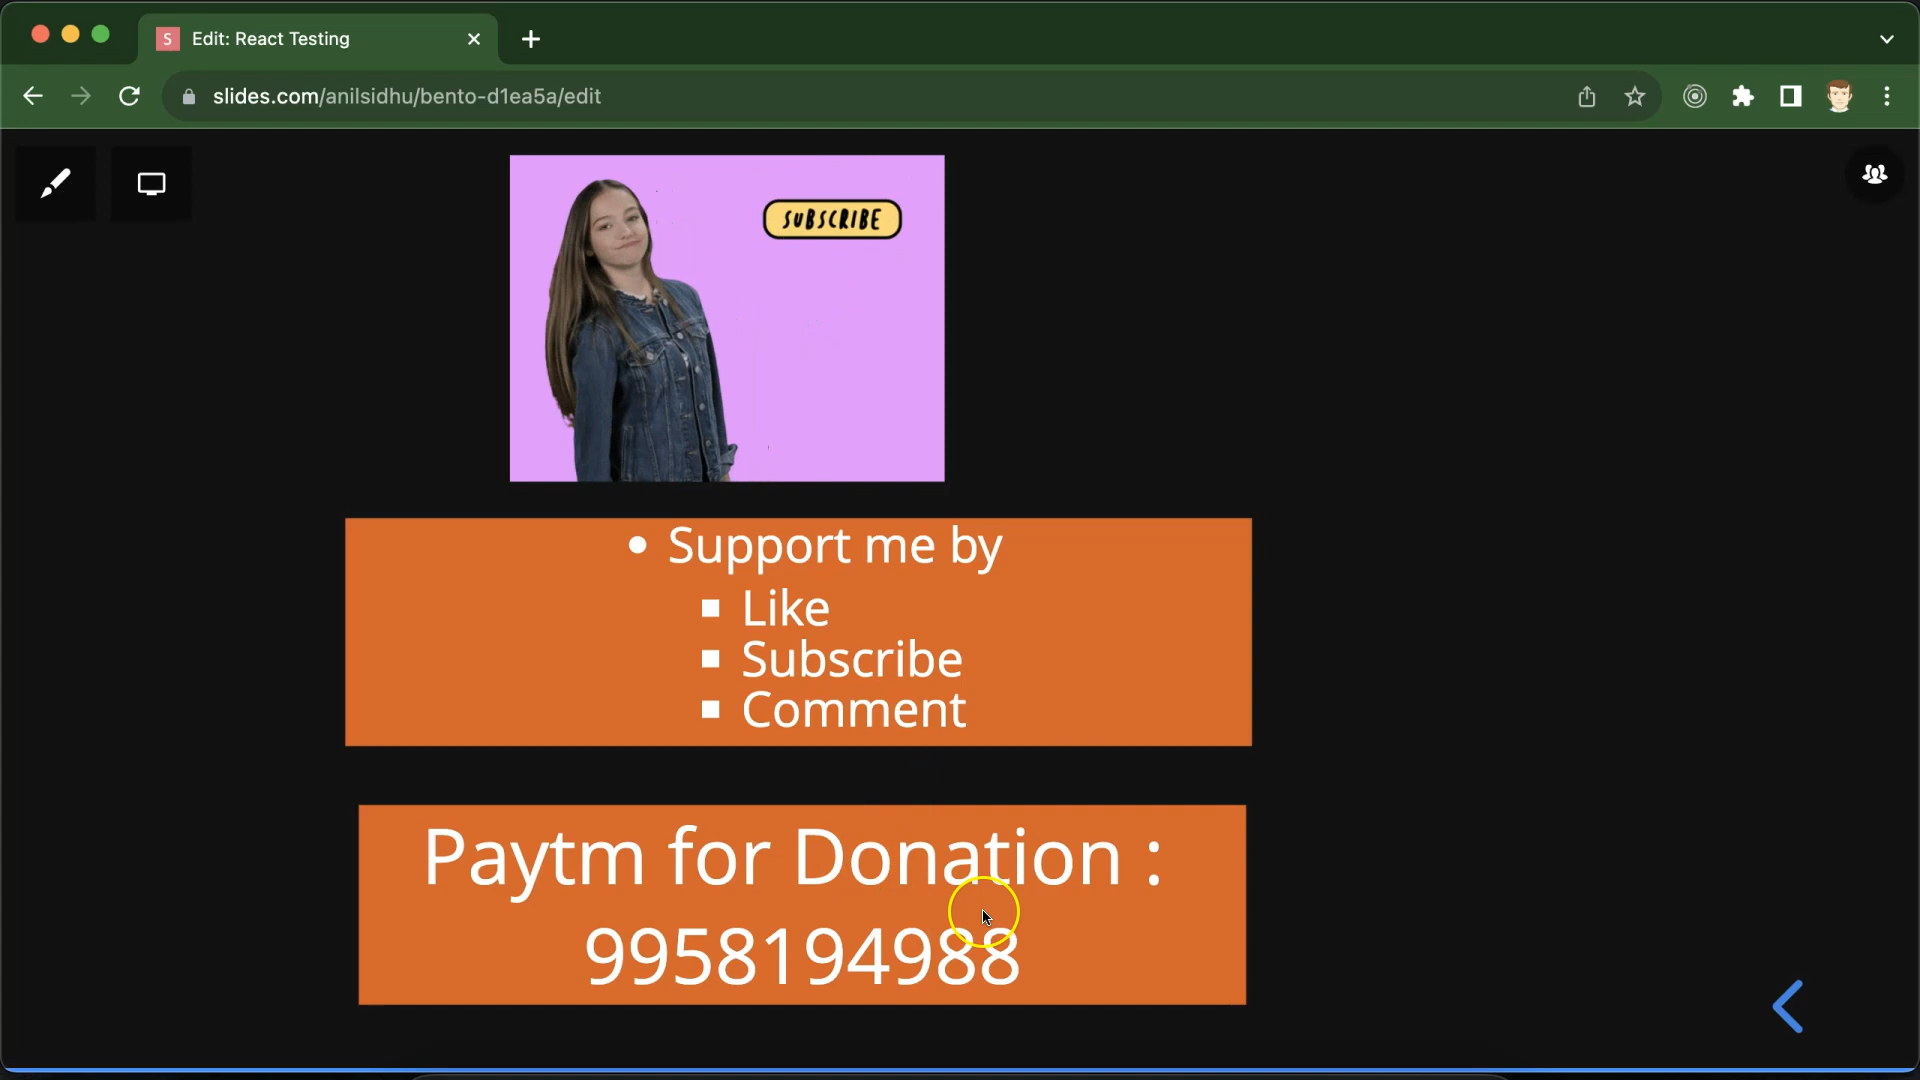 S Edit: React Testing
slides.com/anilsidhu/bento-d1ea5a/edit
SUBSCRIBE
Support me by
Like
Subscribe
Comment
Paytm for Donation :
9958194988